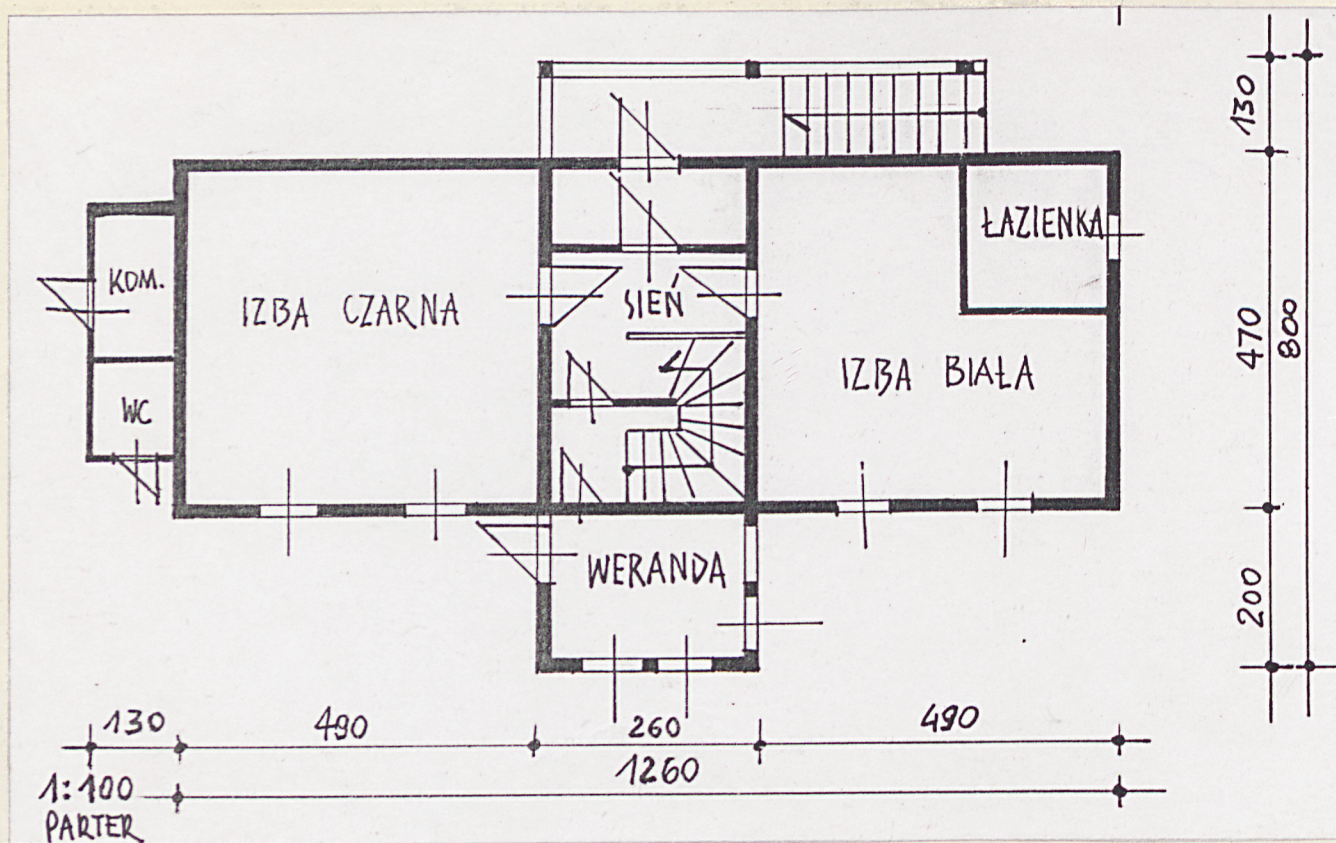 130
ŁAZIENKA
KOM.
IZBA CZARNA
SIEŃ
470
800
IZBA BIAŁA
WC
WERANDA
200
130
490
260
490
1260
1:100
PARTER